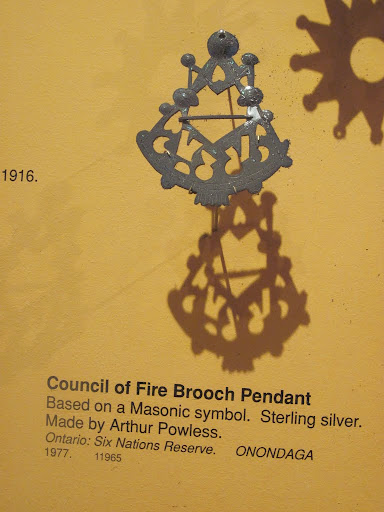 1916.
Council of Fire Brooch Pendant
Based on a Masonic symbol. Sterling silver.
Made by Arthur Powless.
Ontario: Six Nations Reserve. ONONDAGA
1977. 11965